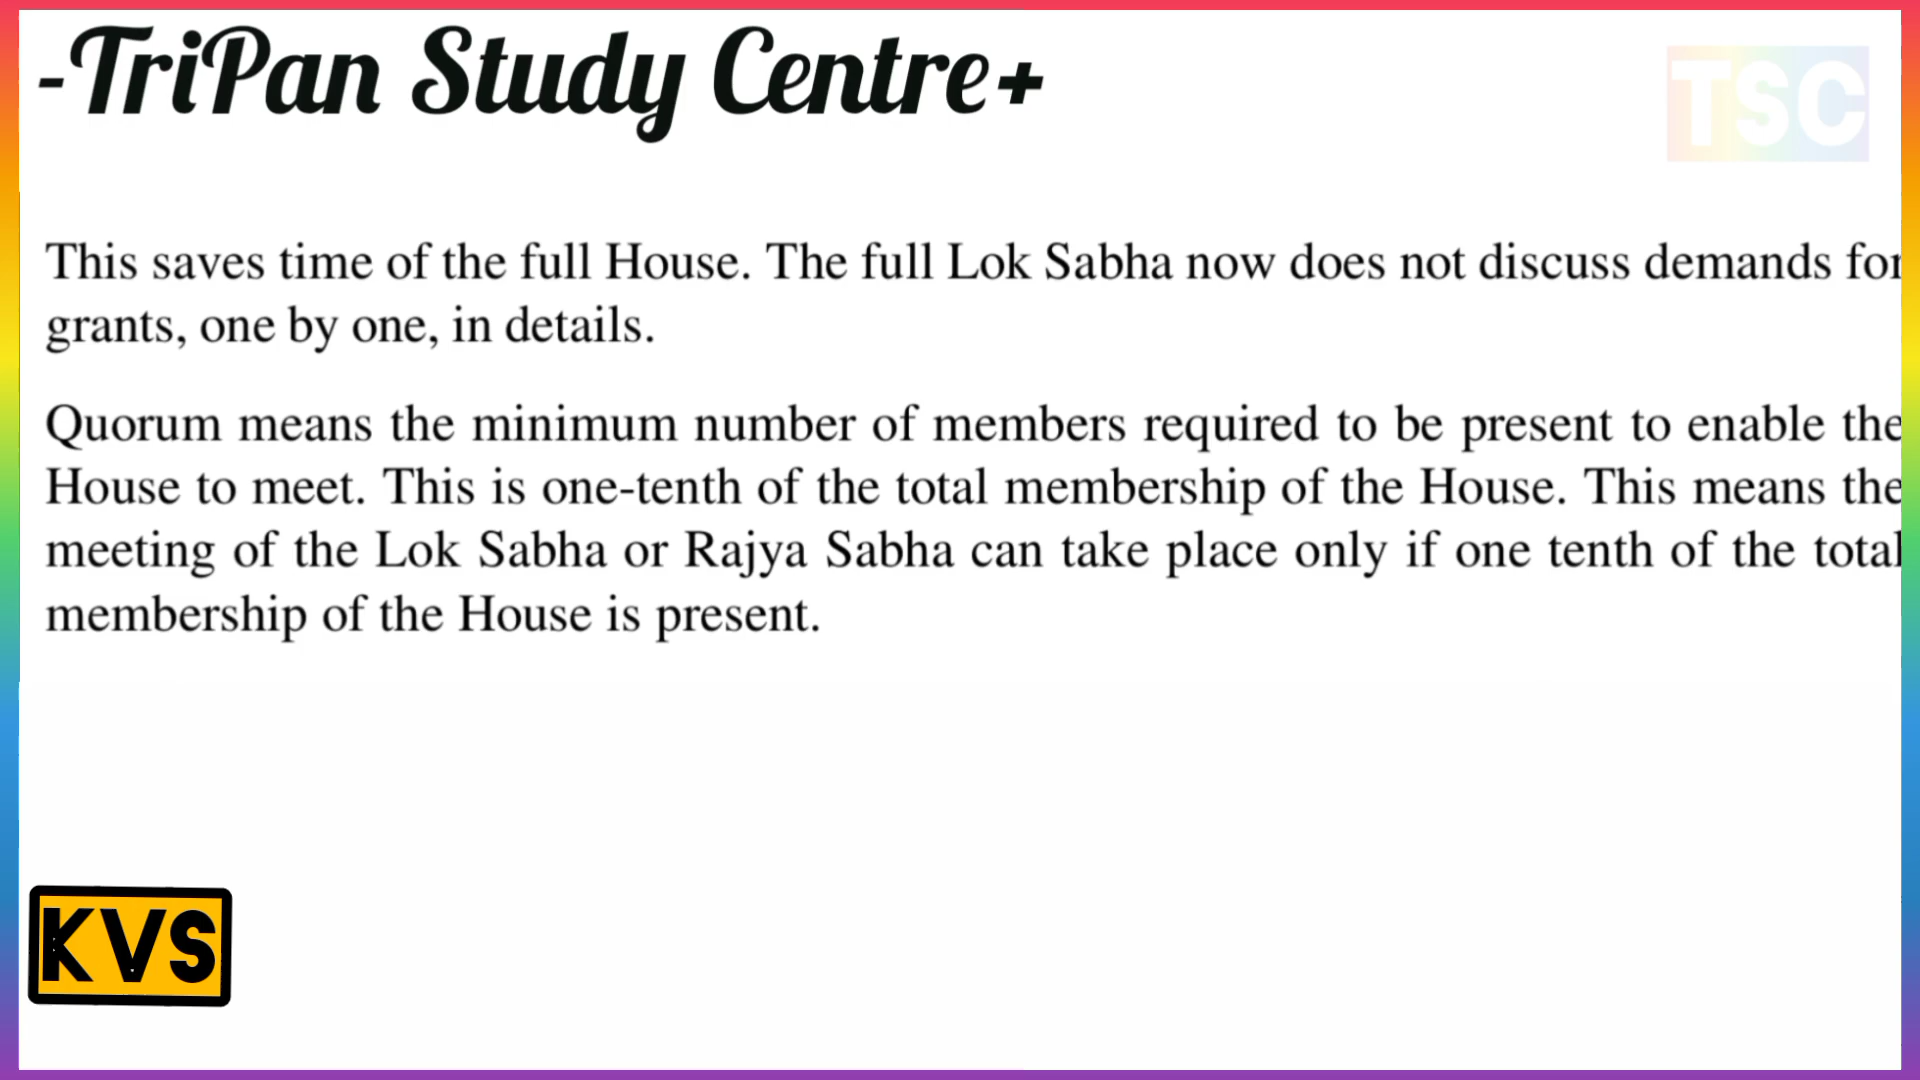 -TriPan Study Centre+
TSC
This saves time of the full House. The full Lok Sabha now does not discuss demands for
grants, one by one, in details.
Quorum means the minimum number of members required to be present to enable the
House to meet. This is one-tenth of the total membership of the House. This means the
meeting of the Lok Sabha or Rajya Sabha can take place only if one tenth of the total
membership of the House is present.
KVS